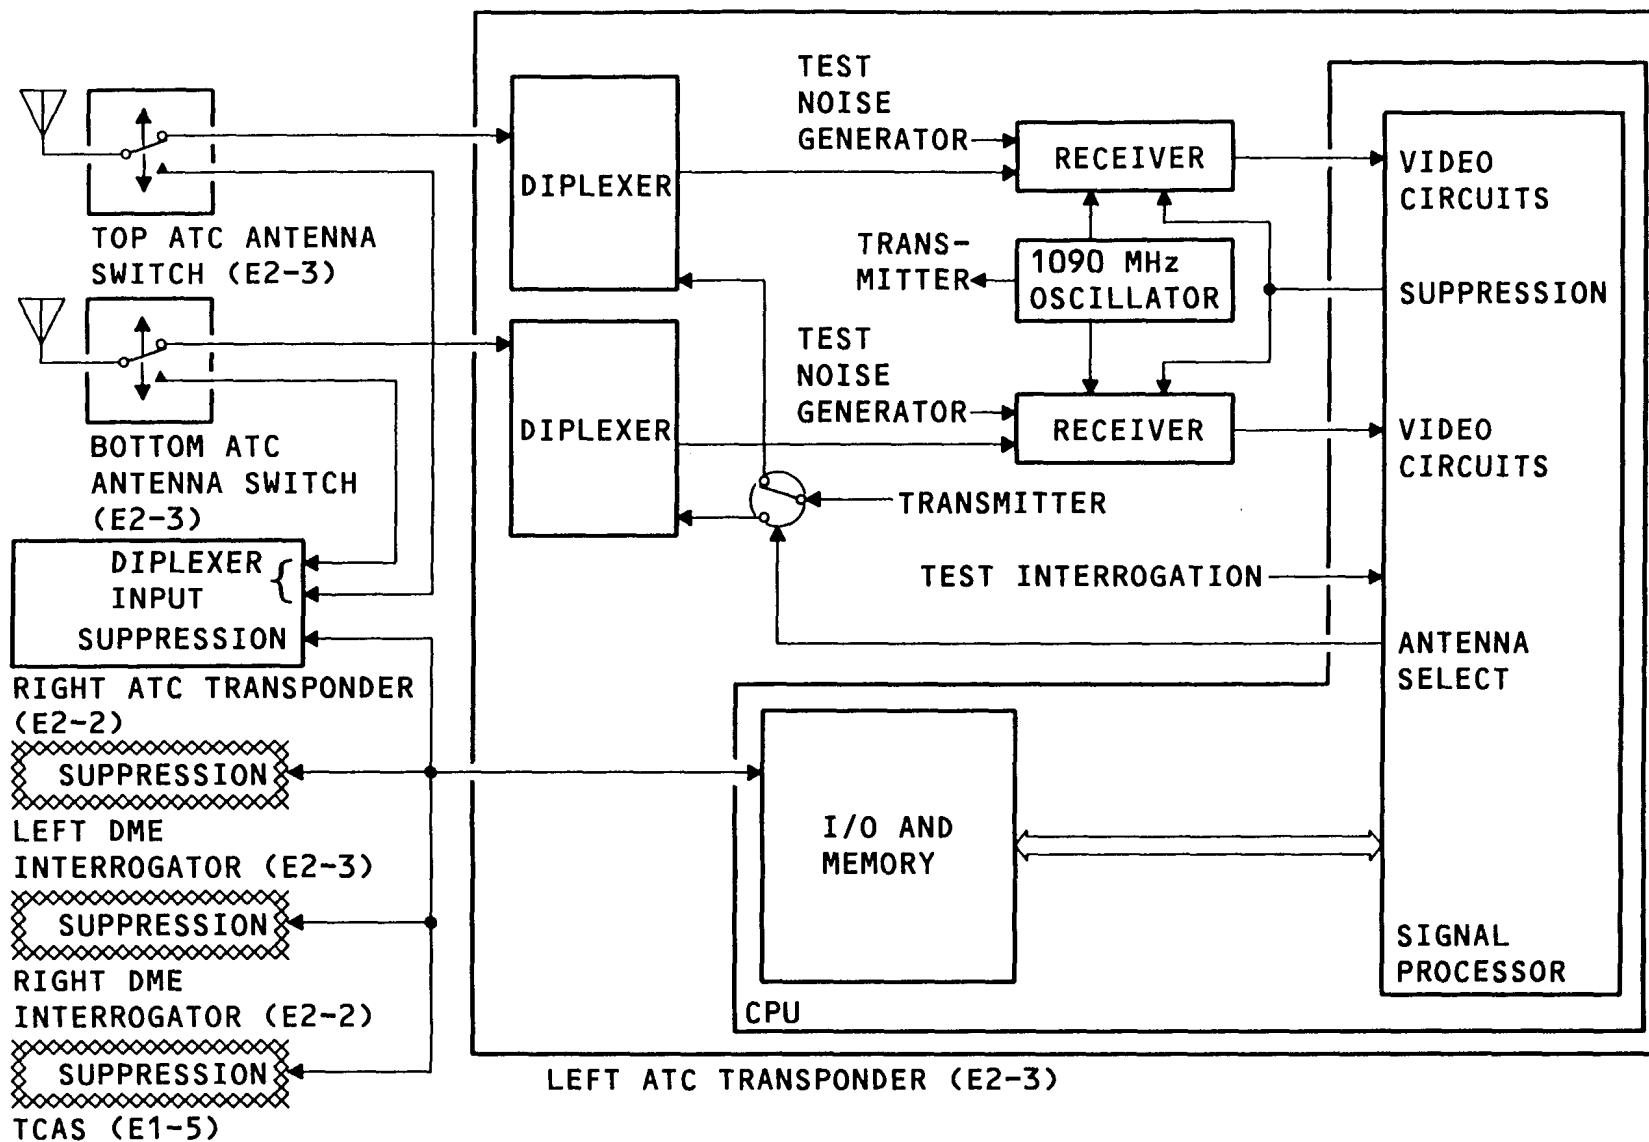 TOP ATC ANTENNA
SWITCH (E2-3)
BOTTOM ATC
ANTENNA SWITCH
(E2-3)
DIPLEXER
INPUT
SUPPRESSION
RIGHT ATC TRANSPONDER
(E2-2)
SUPPRESSION
LEFT DME
INTERROGATOR (E2-3)
SUPPRESSION
RIGHT DME
INTERROGATOR (E2-2)
SUPPRESSION
TCAS (E1-5)
DIPLEXER
DIPLEXER
TEST
NOISE
GENERATOR
RECEIVER
TRANS-
MITTER
1090 MHz
OSCILLATOR
TEST
NOISE
GENERATOR
RECEIVER
TRANSMITTER
TEST INTERROGATION
VIDEO
CIRCUITS
SUPPRESSION
VIDEO
CIRCUITS
ANTENNA
SELECT
SIGNAL
PROCESSOR
I/O AND
MEMORY
CPU
LEFT ATC TRANSPONDER (E2-3)